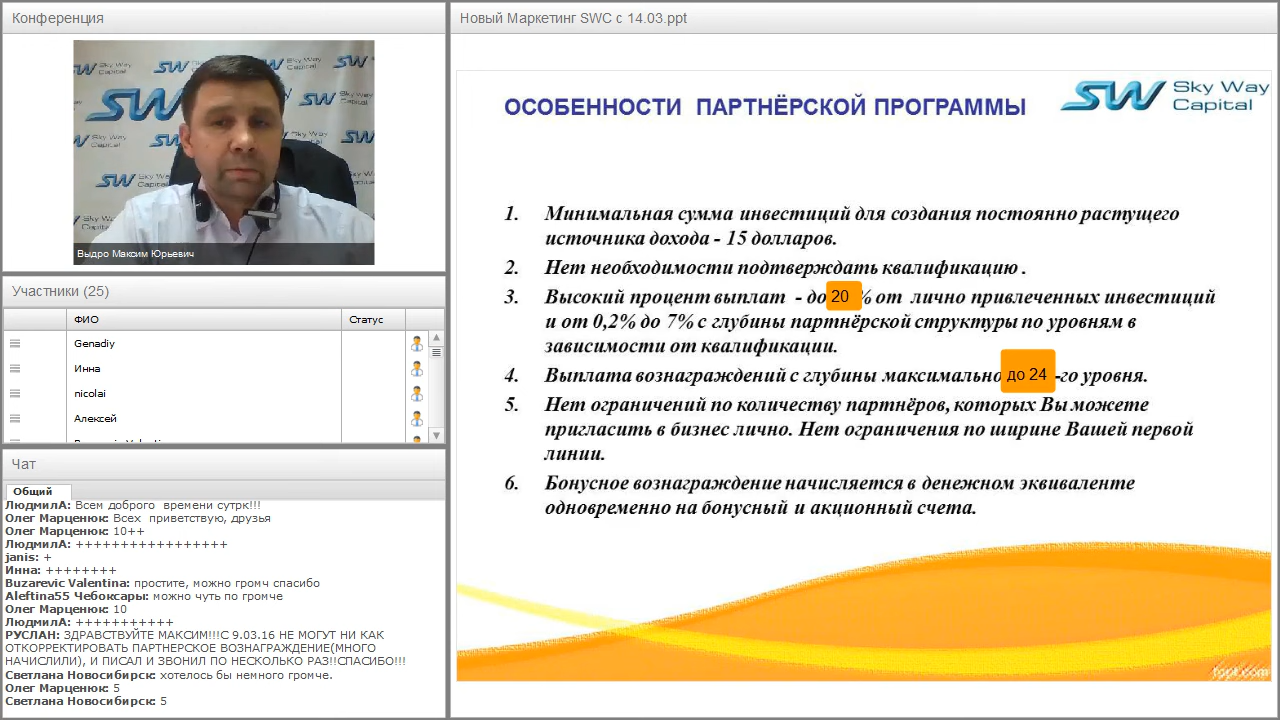 Конференция
SW Sky Way Capital
Выдро Максим Юрьевич
Участники (25)
ФИО Статус
Genadiy
Инна
nicolai
Алексей
Чат
Общий
ЛюдмилА: Всем доброго времени сутрк!!!
Олег Марценюк: Всех приветствую, друзья
Олег Марценюк: 10++
ЛюдмилА: +++++++++++++++++
janis: +
Инна: ++++++++
Buzarevic Valentina: простите, можно громч спасибо
Aleftina55 Чебоксары: можно чуть по громче
Олег Марценюк: 10
ЛюдмилА: +++++++++++
РУСЛАН: ЗДРАВСТВУЙТЕ МАКСИМ!!!С 9.03.16 НЕ МОГУТ НИ КАК
ОТКОРРЕКТИРОВАТЬ ПАРТНЕРСКОЕ ВОЗНАГРАЖДЕНИЕ(МНОГО
НАЧИСЛИЛИ), И ПИСАЛ И ЗВОНИЛ ПО НЕСКОЛЬКО РАЗ!!СПАСИБО!!!
Светлана Новосибирск: хотелось бы немного громче.
Олег Марценюк: 5
Светлана Новосибирск: 5
Новый Маркетинг SWC с 14.03.ppt
ОСОБЕННОСТИ ПАРТНЁРСКОЙ ПРОГРАММЫ
SW Sky Way
Capital
1. Минимальная сумма инвестиций для создания постоянно растущего
источника дохода - 15 долларов.
2. Нет необходимости подтверждать квалификацию .
3. Высокий процент выплат - до 20 % от лично привлеченных инвестиций
и от 0,2% до 7% с глубины партнёрской структуры по уровням в
зависимости от квалификации.
4. Выплата вознаграждений с глубины максимально до 24 -го уровня.
5. Нет ограничений по количеству партнёров, которых Вы можете
пригласить в бизнес лично. Нет ограничения по ширине Вашей первой
линии.
6. Бонусное вознаграждение начисляется в денежном эквиваленте
одновременно на бонусный и акционный счета.
fppt.com